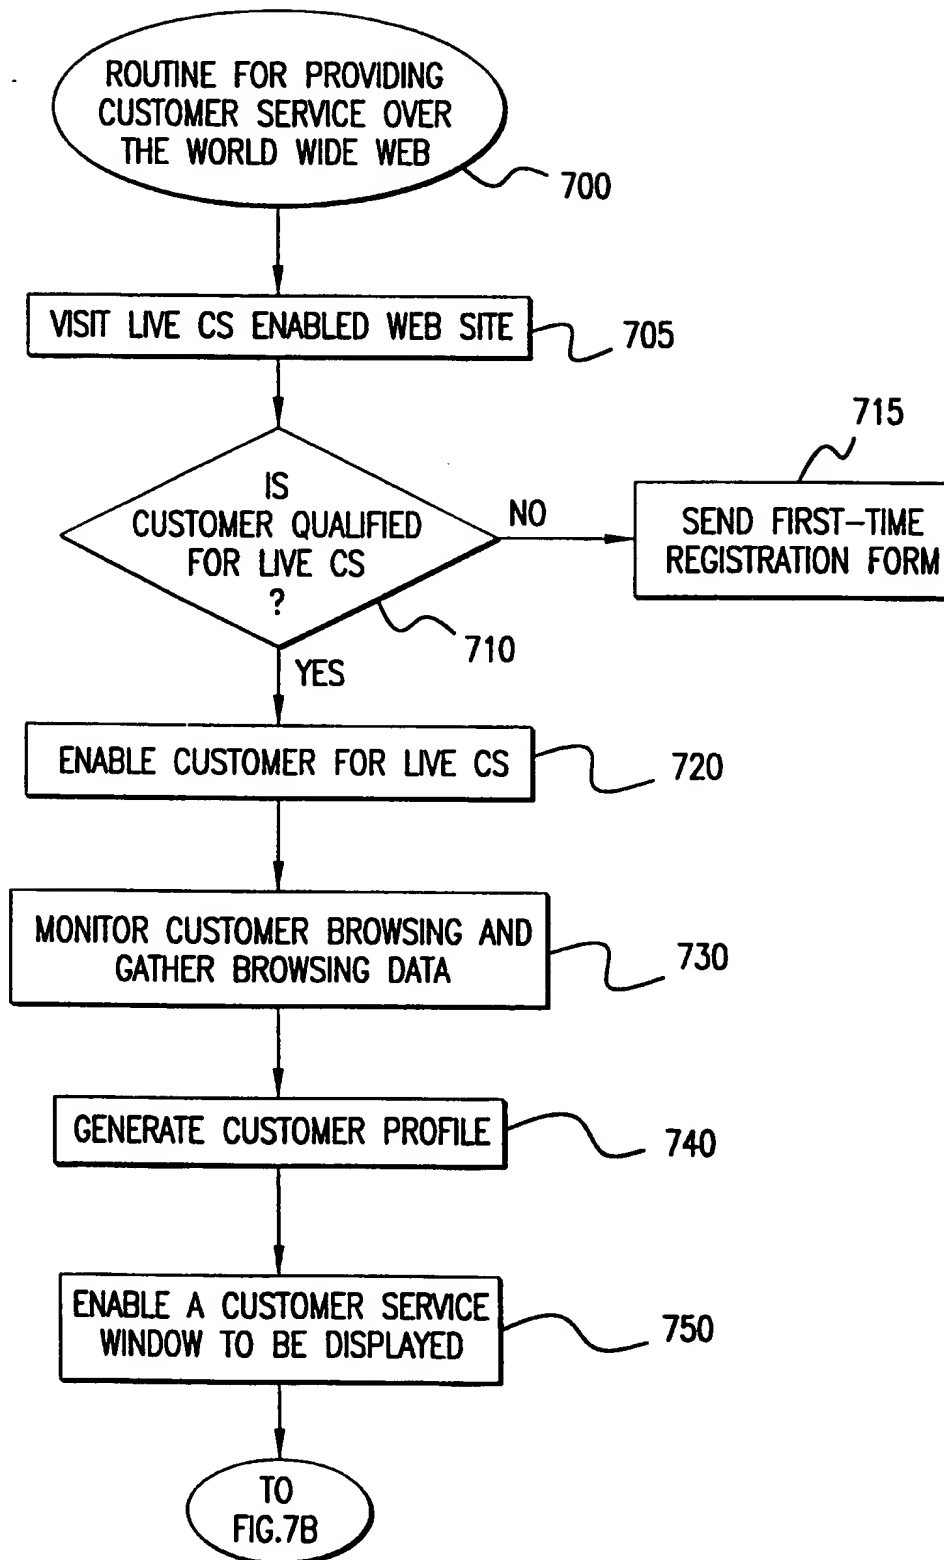 ROUTINE FOR PROVIDING
CUSTOMER SERVICE OVER
THE WORLD WIDE WEB
700
VISIT LIVE CS ENABLED WEB SITE
705
IS
CUSTOMER QUALIFIED
FOR LIVE CS
?
710
NO
715
SEND FIRST-TIME
REGISTRATION FORM
YES
ENABLE CUSTOMER FOR LIVE CS
720
MONITOR CUSTOMER BROWSING AND
GATHER BROWSING DATA
730
GENERATE CUSTOMER PROFILE
740
ENABLE A CUSTOMER SERVICE
WINDOW TO BE DISPLAYED
750
TO
FIG.7B